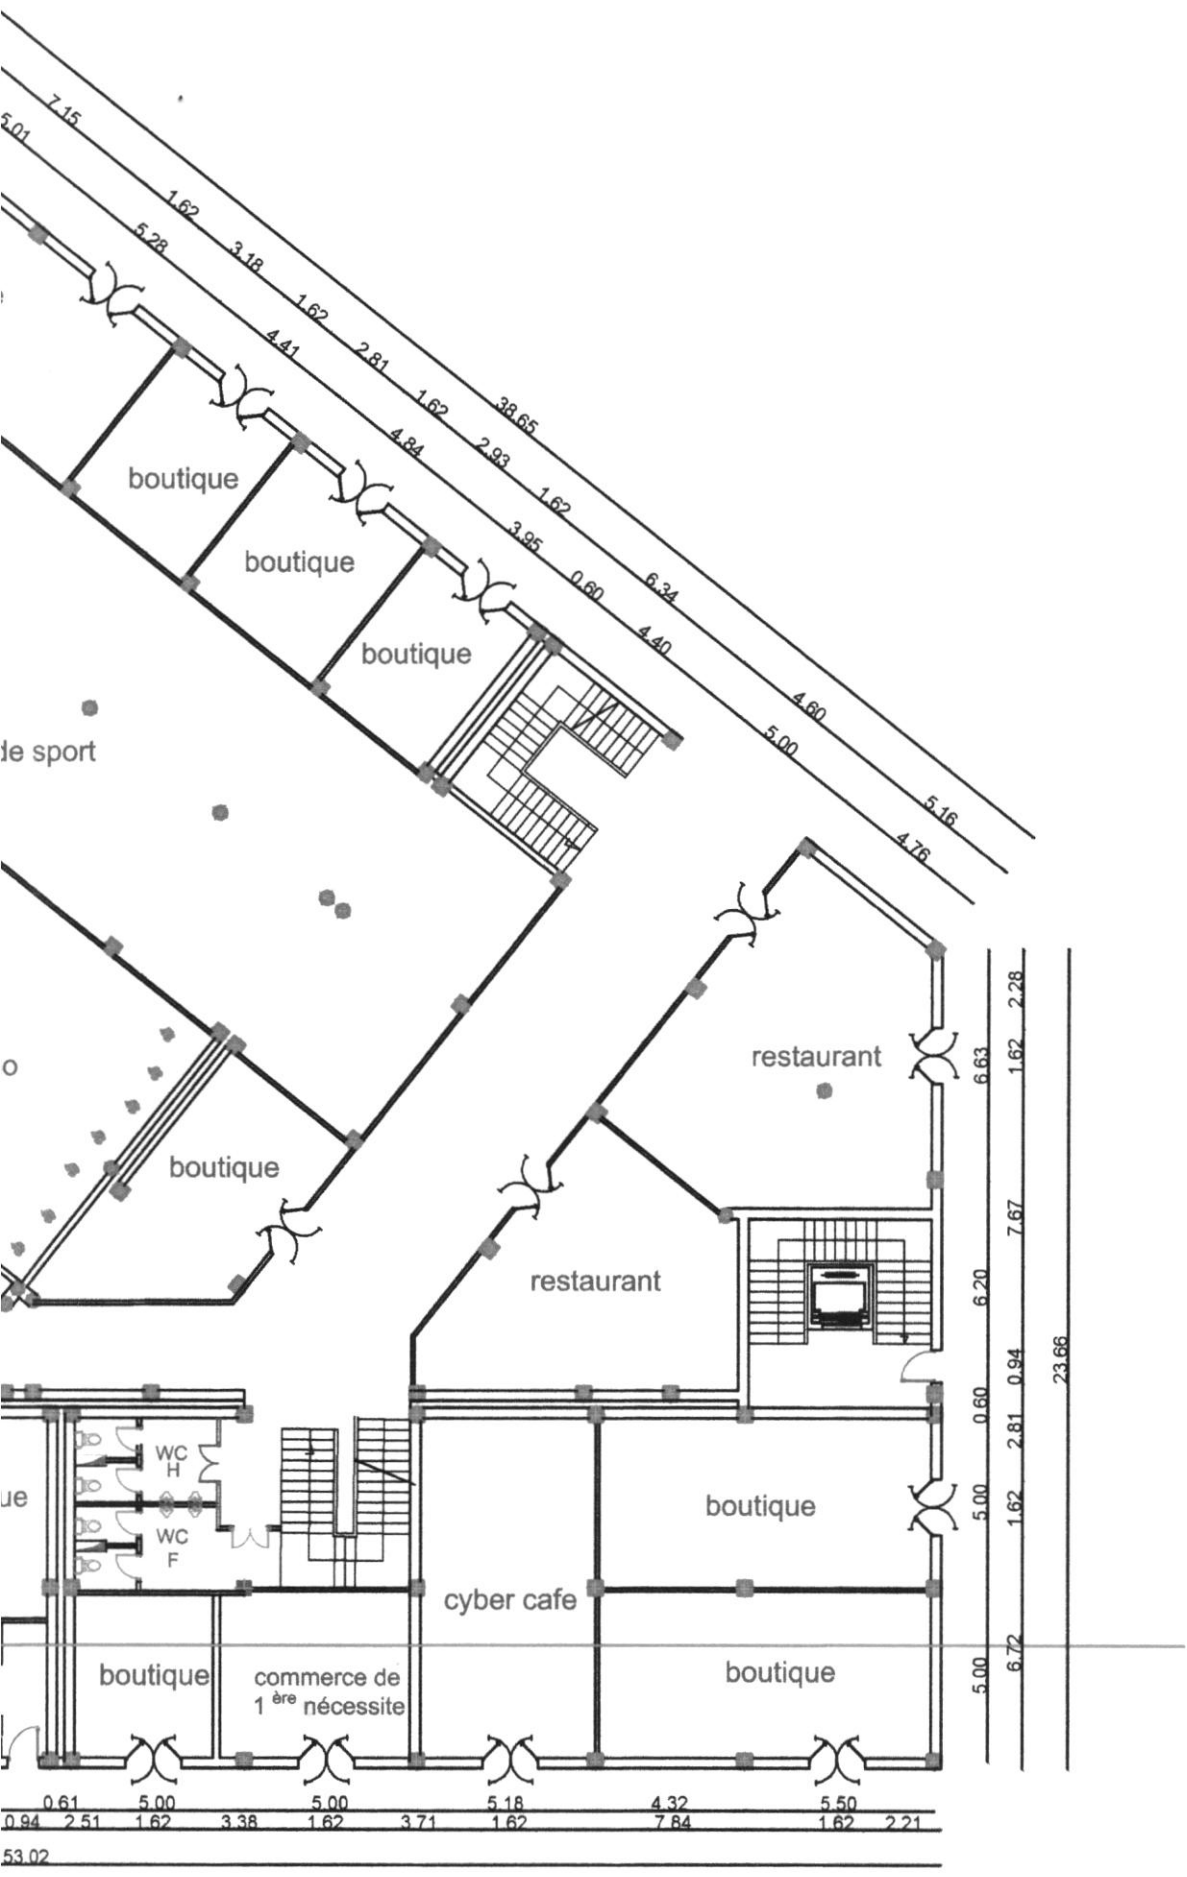 7.15
5.01
1.62
5.28
3.18
1.62
4.41
2.81
1.62
38.65
4.84
2.93
1.62
3.95
0.60
6.34
4.40
4.60
5.00
5.16
4.76
boutique
boutique
boutique
de sport
o
boutique
restaurant
restaurant
2.28
1.62
6.63
7.67
6.20
0.94
23.66
0.60
2.81
5.00
1.62
5.00
6.72
WC
H
WC
F
ue
boutique
cyber cafe
boutique
commerce de
1 ère nécessite
boutique
0.61 5.00 5.00 5.18 4.32 5.50
0.94 2.51 1.62 3.38 1.62 3.71 1.62 7.84 1.62 2.21
53.02